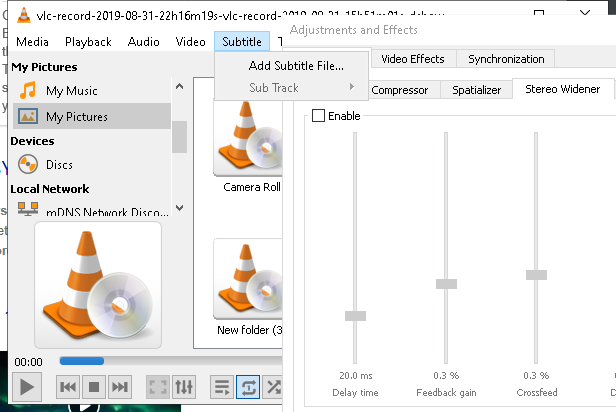 vlc-record-2019-08-31-22h16m19s-vlc-record-2019-08-31-15h51m01s-dshow
Adjustments and Effects
Media Playback Audio Video Subtitle
Add Subtitle File...
Sub Track
Video Effects Synchronization
Compressor Spatializer Stereo Widener
Enable
My Pictures
My Music
My Pictures
Devices
Discs
Local Network
mDNS Network Disco...
Camera Roll
New folder (3
00:00
20.0 ms 0.3 % 0.3 %
Delay time Feedback gain Crossfeed